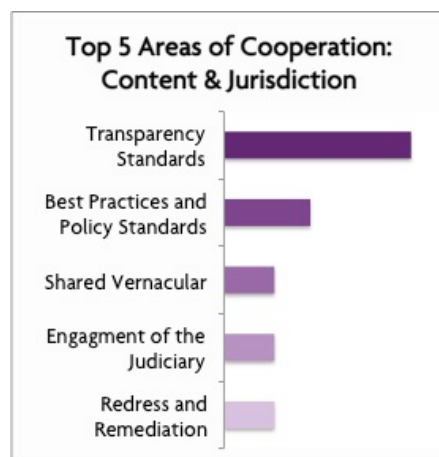 Top 5 Areas of Cooperation:
Content & Jurisdiction
Transparency
Standards
Best Practices and
Policy Standards
Shared Vernacular
Engagment of the
Judiciary
Redress and
Remediation